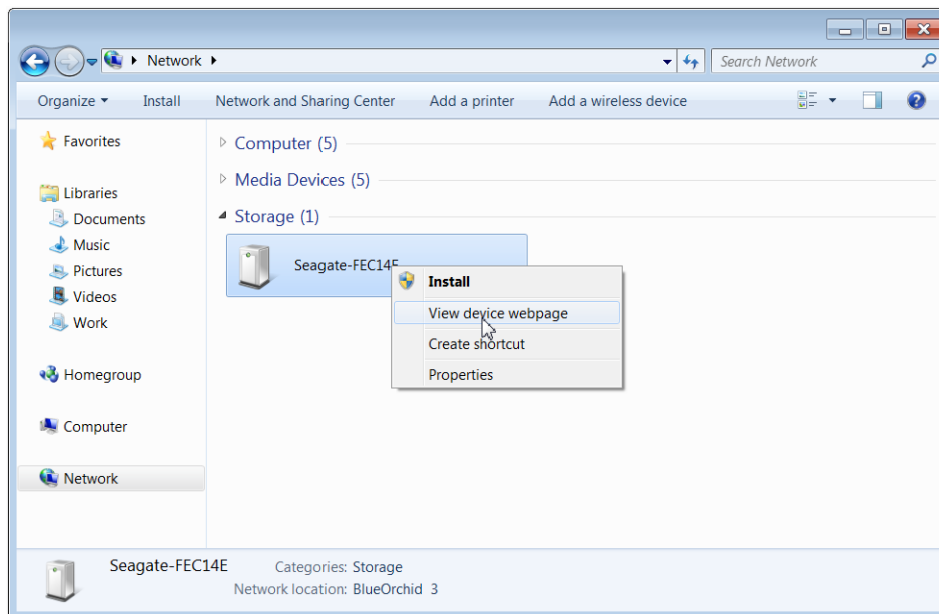 Network
Search Network
Organize Install Network and Sharing Center Add a printer Add a wireless device
Favorites
Libraries
Documents
Music
Pictures
Videos
Work
Homegroup
Computer
Network
Computer (5)
Media Devices (5)
Storage (1)
Seagate-FEC14E
Install
View device webpage
Create shortcut
Properties
Seagate-FEC14E Categories: Storage
Network location: BlueOrchid 3